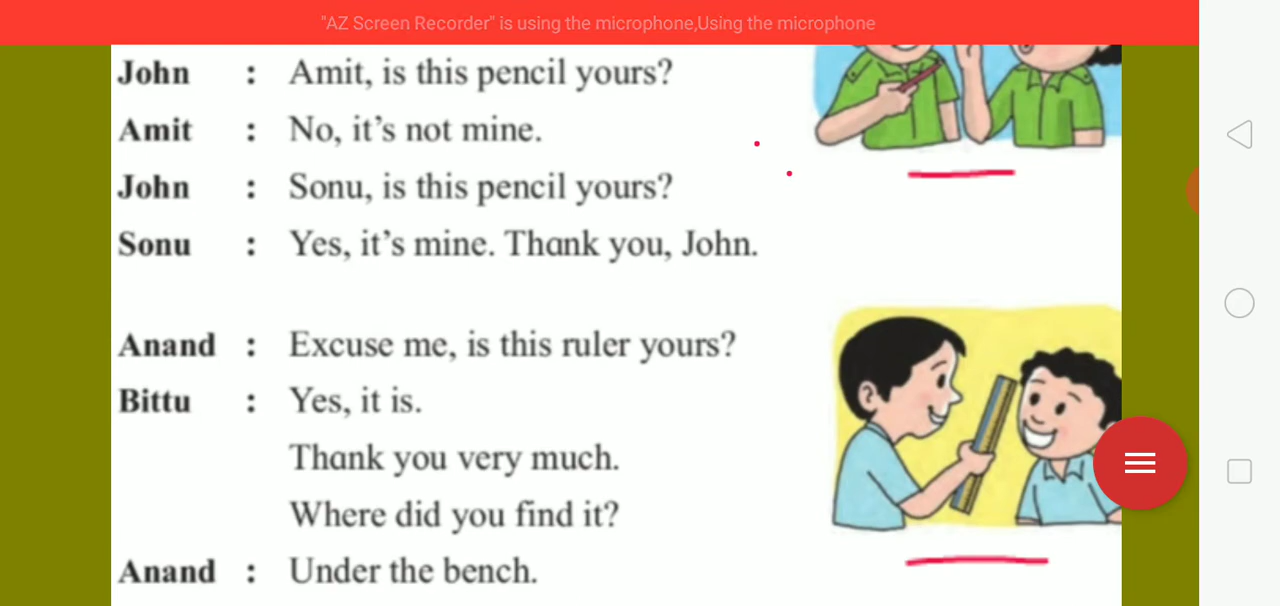 "AZ Screen Recorder" is using the microphone,Using the microphone
John : Amit, is this pencil yours?
Amit : No, it's not mine.
John : Sonu, is this pencil yours?
Sonu : Yes, it's mine. Thank you, John.
Anand : Excuse me, is this ruler yours?
Bittu : Yes, it is.
Thank you very much.
Where did you find it?
Anand : Under the bench.